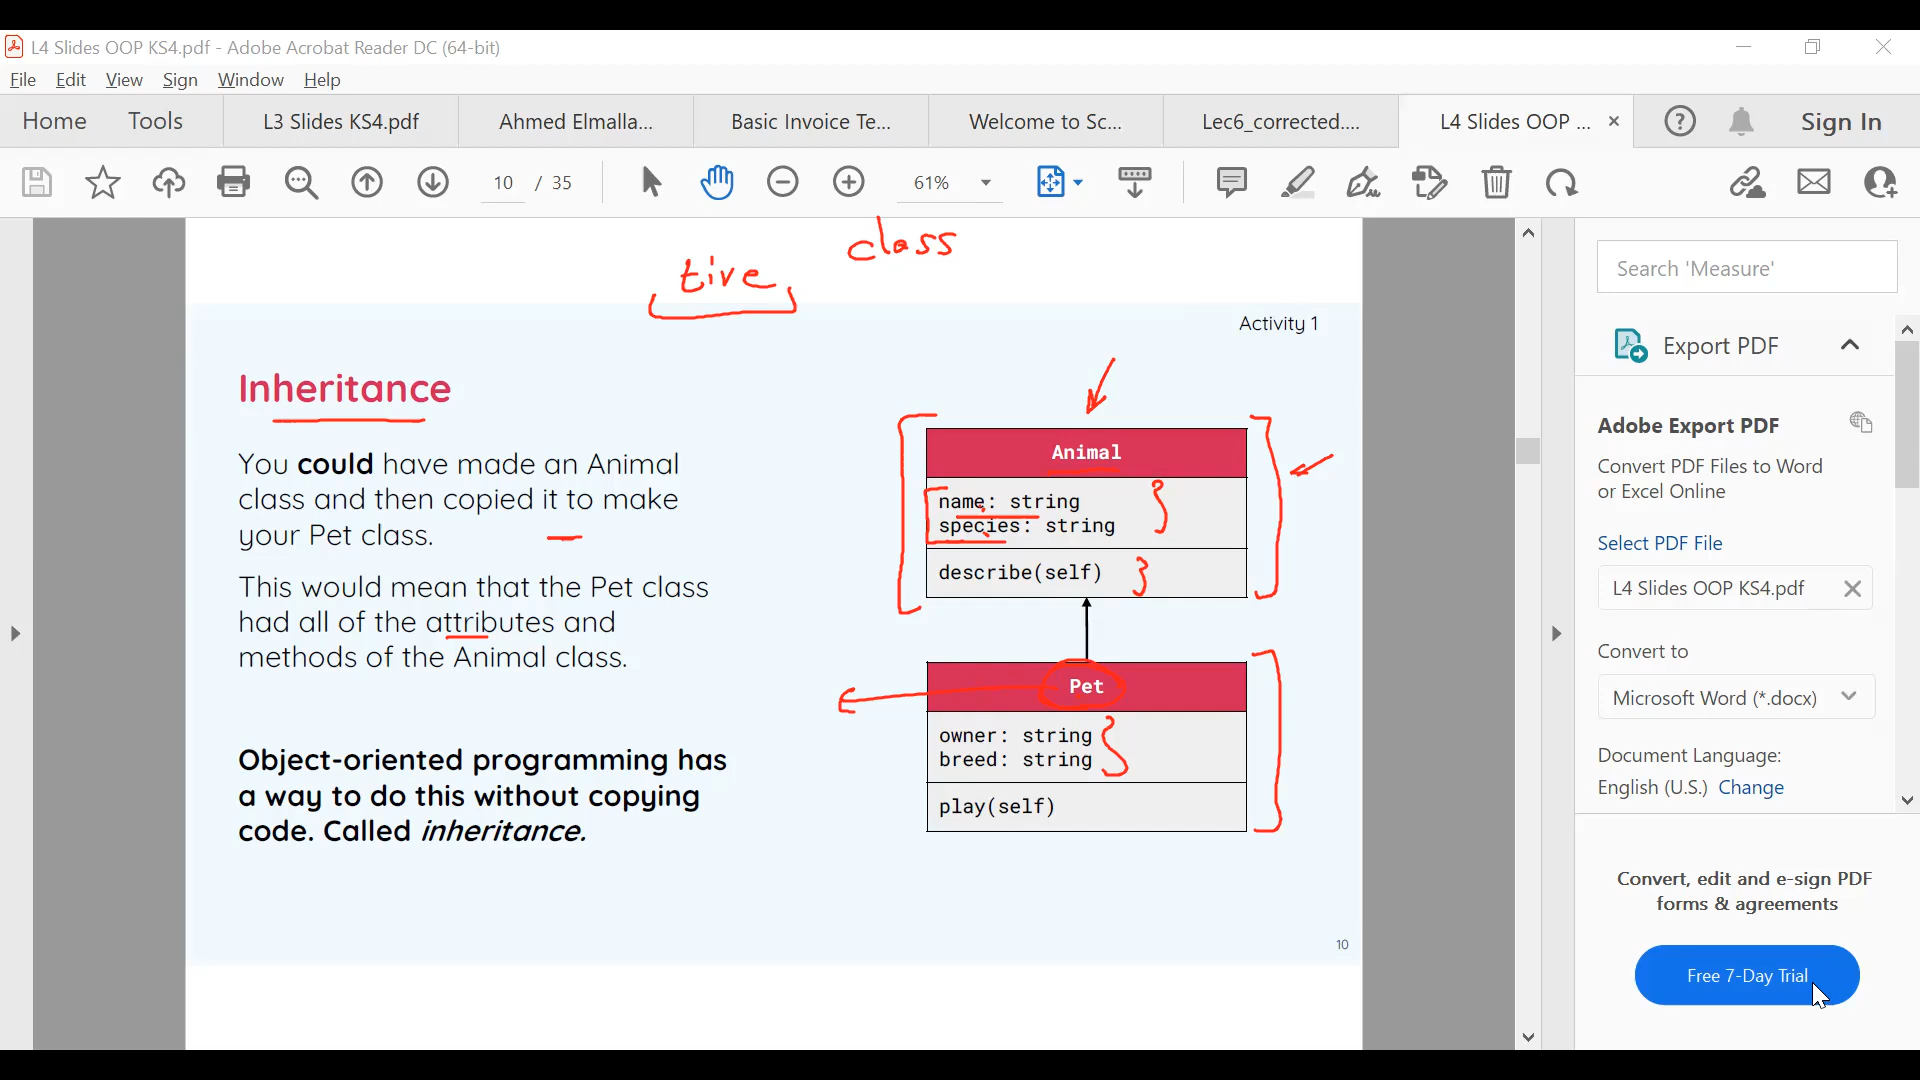 L4 Slides OOP KS4.pdf - Adobe Acrobat Reader DC (64-bit)
File Edit View Sign Window Help
Home Tools L3 Slides KS4.pdf Ahmed Elmalla... Basic Invoice Te... Welcome to Sc... Lec6_corrected.... L4 Slides OOP ... Sign In
10 / 35 61%
class
tive
Activity 1
Inheritance
You could have made an Animal
class and then copied it to make
your Pet class.
This would mean that the Pet class
had all of the attributes and
methods of the Animal class.
Object-oriented programming has
a way to do this without copying
code. Called inheritance.
Animal
name: string
species: string
describe(self)
Pet
owner: string
breed: string
play(self)
10
Search 'Measure'
Export PDF
Adobe Export PDF
Convert PDF Files to Word
or Excel Online
Select PDF File
L4 Slides OOP KS4.pdf
Convert to
Microsoft Word (*.docx)
Document Language:
English (U.S.) Change
Convert, edit and e-sign PDF
forms & agreements
Free 7-Day Trial